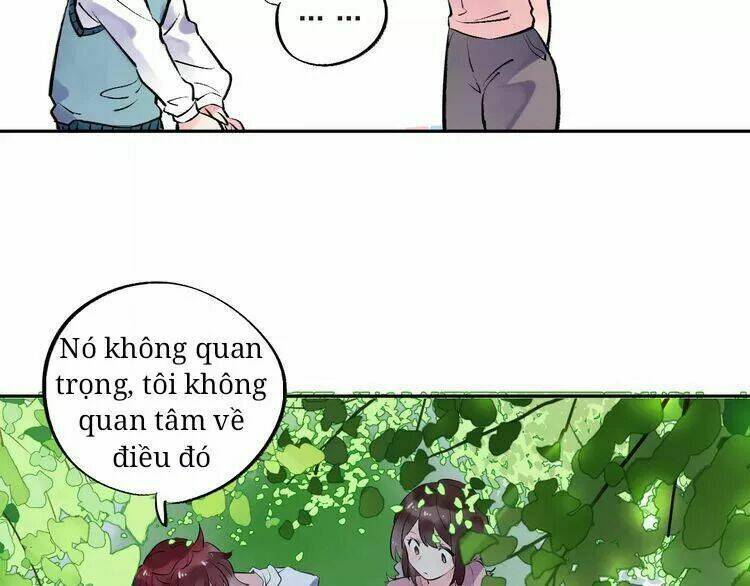 ... ...
Nó không quan
trọng, tôi không
quan tâm về
điều đó